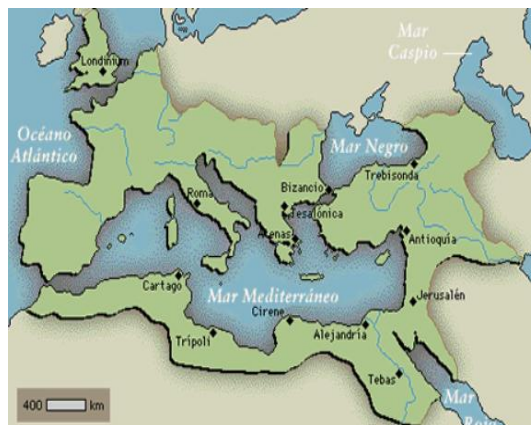 Mar
Caspio
Londinium
Océano
Atlántico
Mar Negro
Trebisonda
Roma
Bizancio
Tesalónica
Atenas
Antioquía
Cartago
Mar Mediterráneo
Jerusalén
Cirene
Trípoli
Alejandría
Tebas
Mar
Rojo
400 km